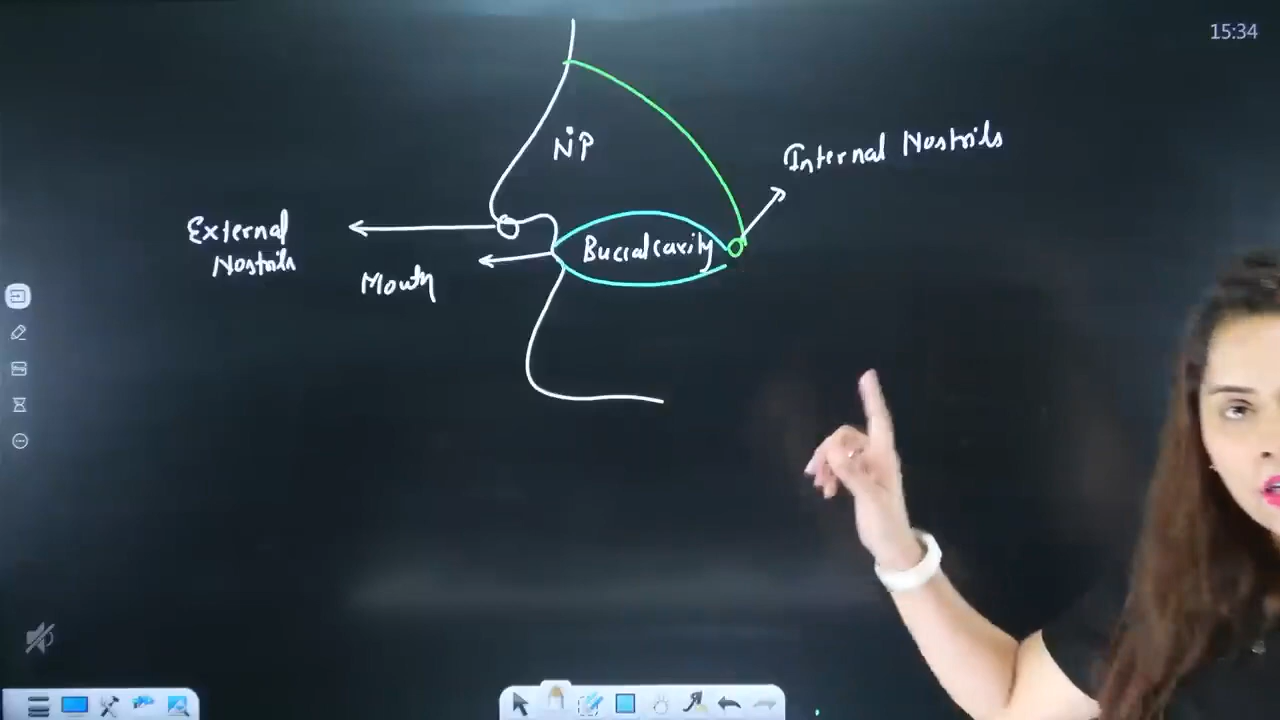 15:34
NP
Internal Nostrils
External
Nostrils
Buccal cavity
Mouth